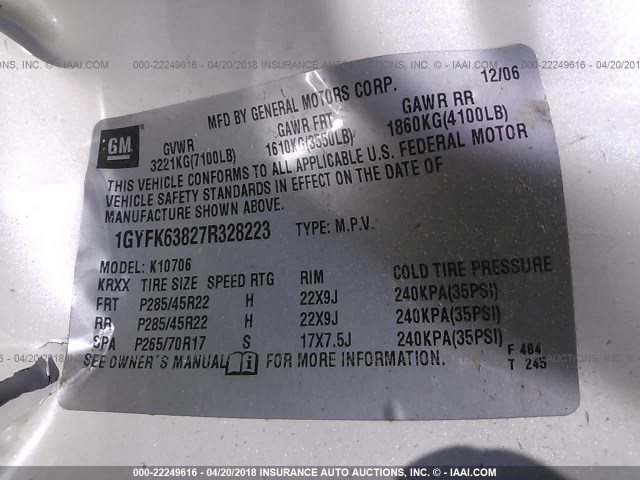 000-22249616 - 04/20/2018 INSURANCE AUTO AUCTIONS, INC. - © IAAI.COM
MFD BY GENERAL MOTORS CORP. 12/06
GM
GVWR GAWR FRT GAWR RR
3221KG(7100LB) 1610KG(3550LB) 1860KG(4100LB)
THIS VEHICLE CONFORMS TO ALL APPLICABLE U.S. FEDERAL MOTOR
VEHICLE SAFETY STANDARDS IN EFFECT ON THE DATE OF
MANUFACTURE SHOWN ABOVE.
1GYFK63827R328223 TYPE: M.P.V.
MODEL: K10706
KRXX TIRE SIZE SPEED RTG RIM COLD TIRE PRESSURE
FRT P285/45R22 H 22X9J 240KPA(35PSI)
RR P285/45R22 H 22X9J 240KPA(35PSI)
SPA P265/70R17 S 17X7.5J 240KPA(35PSI)
SEE OWNER'S MANUAL FOR MORE INFORMATION.
F 484
T 245
000-22249616 - 04/20/2018 INSURANCE AUTO AUCTIONS, INC. - © IAAI.COM